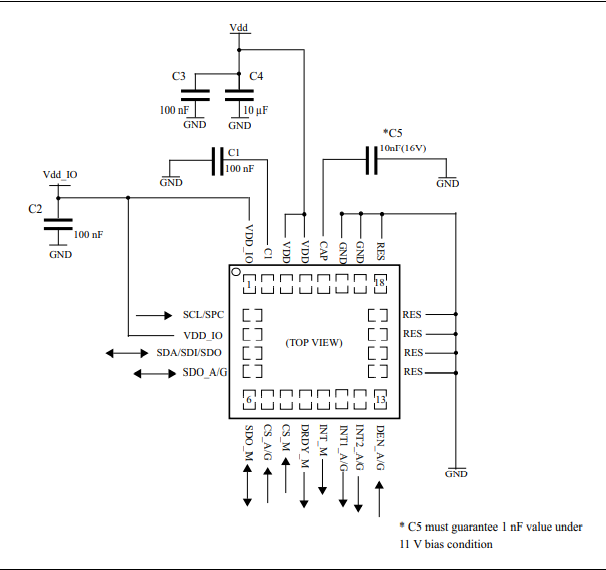 Vdd
C3
C4
100 nF
10 µF
GND
GND
*C5
10nF(16V)
C1
100 nF
GND
GND
Vdd_IO
C2
100 nF
GND
VDD_IO
C1
VDD
VDD
CAP
GND
GND
RES
1
18
SCL/SPC
RES
VDD_IO
(TOP VIEW)
RES
SDA/SDI/SDO
RES
SDO_A/G
RES
6
13
SDO_M
CS_A/G
CS_M
DRDY_M
INT_M
INT1_A/G
INT2_A/G
DEN_A/G
GND
* C5 must guarantee 1 nF value under
11 V bias condition